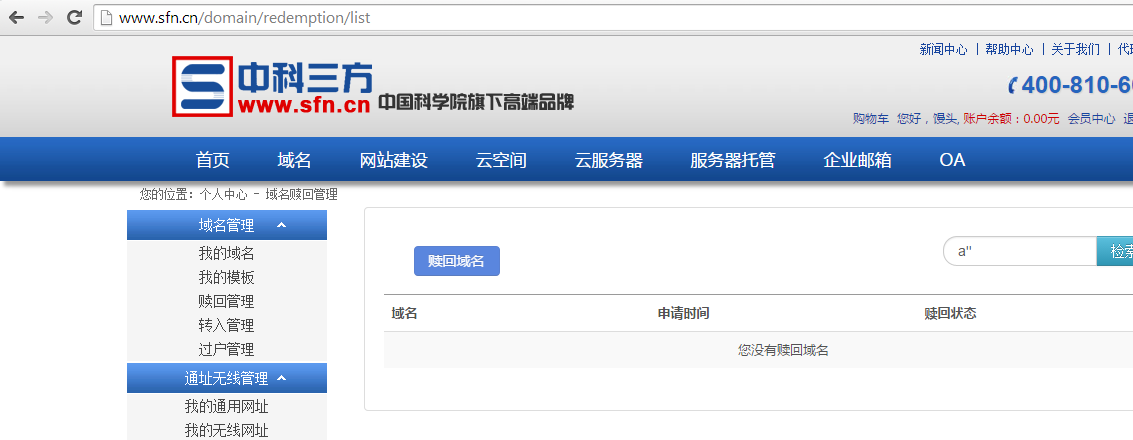 www.sfn.cn/domain/redemption/list
新闻中心 | 帮助中心 | 关于我们 | 代
中科三方
www.sfn.cn 中国科学院旗下高端品牌
400-810-6
购物车 您好，馒头, 账户余额：0.00元 会员中心 退
首页 域名 网站建设 云空间 云服务器 服务器托管 企业邮箱 OA
您的位置：个人中心 - 域名赎回管理
域名管理
我的域名
我的模板
赎回管理
转入管理
过户管理
通址无线管理
我的通用网址
我的无线网址
赎回域名
a" 检索
域名 申请时间 赎回状态
您没有赎回域名